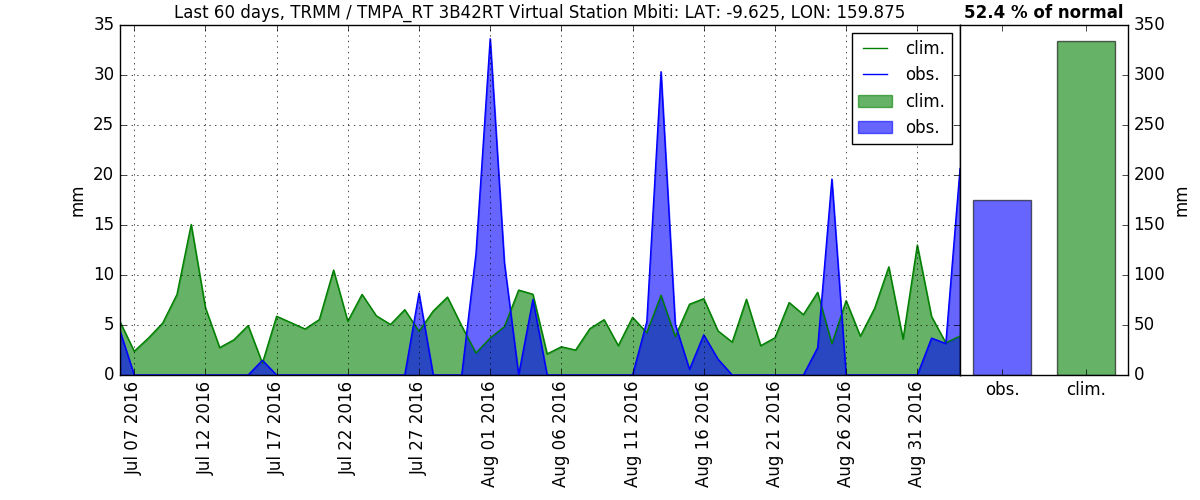 Last 60 days, TRMM / TMPA_RT 3B42RT Virtual Station Mbiti: LAT: -9.625, LON: 159.875
52.4 % of normal
35
30
25
20
15
10
5
0
mm
clim.
obs.
clim.
obs.
350
300
250
200
150
100
50
0
mm
Jul 07 2016
Jul 12 2016
Jul 17 2016
Jul 22 2016
Jul 27 2016
Aug 01 2016
Aug 06 2016
Aug 11 2016
Aug 16 2016
Aug 21 2016
Aug 26 2016
Aug 31 2016
obs.
clim.